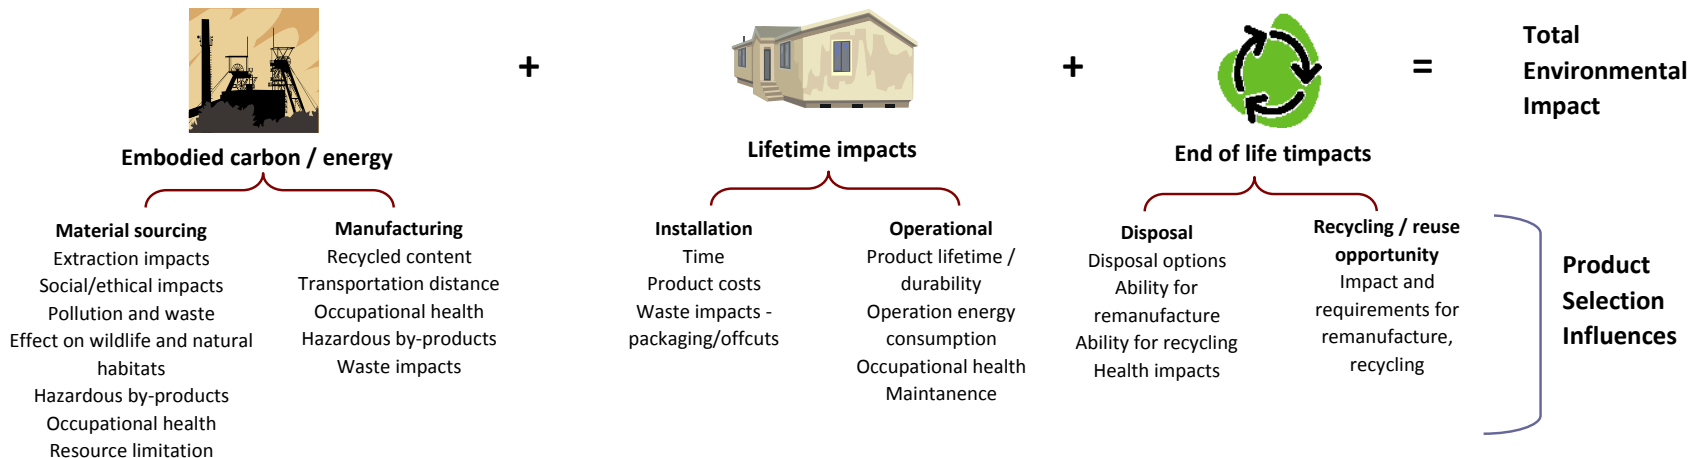 +
+
=
Total
Environmental
Impact
Embodied carbon / energy
Lifetime impacts
End of life timpacts
Material sourcing
Extraction impacts
Social/ethical impacts
Pollution and waste
Effect on wildlife and natural
habitats
Hazardous by-products
Occupational health
Resource limitation
Manufacturing
Recycled content
Transportation distance
Occupational health
Hazardous by-products
Waste impacts
Installation
Time
Product costs
Waste impacts -
packaging/offcuts
Operational
Product lifetime /
durability
Operation energy
consumption
Occupational health
Maintanence
Disposal
Disposal options
Ability for
remanufacture
Ability for recycling
Health impacts
Recycling / reuse
opportunity
Impact and
requirements for
remanufacture,
recycling
Product
Selection
Influences